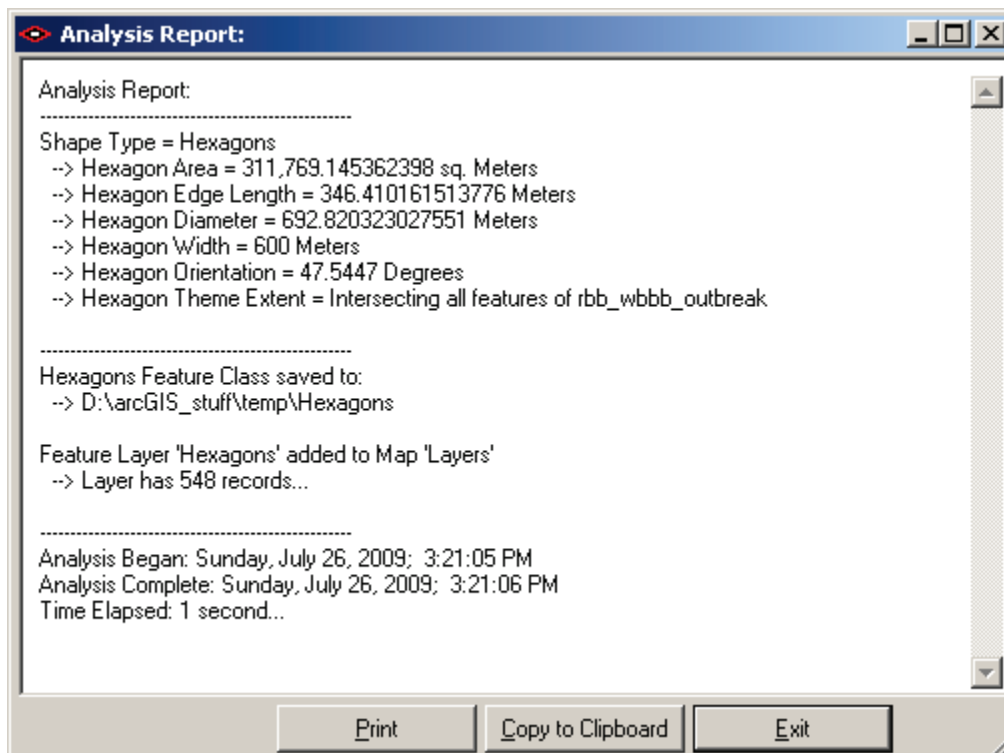 Analysis Report:
Analysis Report:
----------------------------------------------------
Shape Type = Hexagons
--> Hexagon Area = 311,769.145362398 sq. Meters
--> Hexagon Edge Length = 346.410161513776 Meters
--> Hexagon Diameter = 692.820323027551 Meters
--> Hexagon Width = 600 Meters
--> Hexagon Orientation = 47.5447 Degrees
--> Hexagon Theme Extent = Intersecting all features of rbb_wbbb_outbreak
----------------------------------------------------
Hexagons Feature Class saved to:
--> D:\arcGIS_stuff\temp\Hexagons
Feature Layer 'Hexagons' added to Map 'Layers'
--> Layer has 548 records...
----------------------------------------------------
Analysis Began: Sunday, July 26, 2009;  3:21:05 PM
Analysis Complete: Sunday, July 26, 2009;  3:21:06 PM
Time Elapsed: 1 second...
Print
Copy to Clipboard
Exit